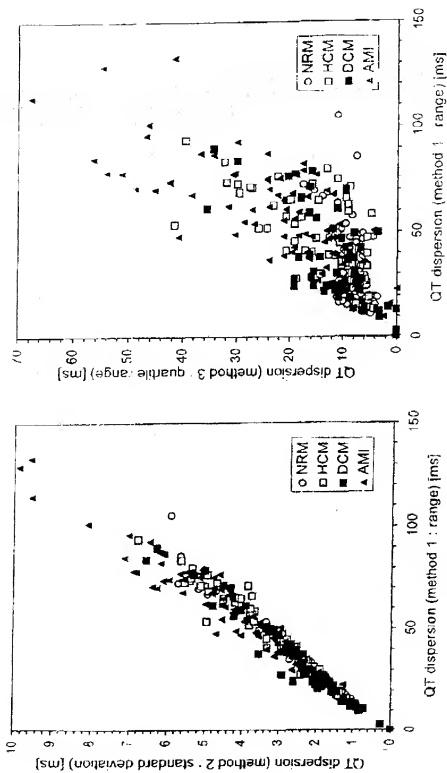 QT dispersion (method 2 : standard deviation) [ms]
10
9
8
7
6
5
4
3
2
1
0
0
50
100
150
QT dispersion (method 1 : range) [ms]
NRM
HCM
DCM
AMI
QT dispersion (method 3 : quartile range) [ms]
70
60
50
40
30
20
10
0
0
50
100
150
QT dispersion (method 1 : range) [ms]
NRM
HCM
DCM
AMI